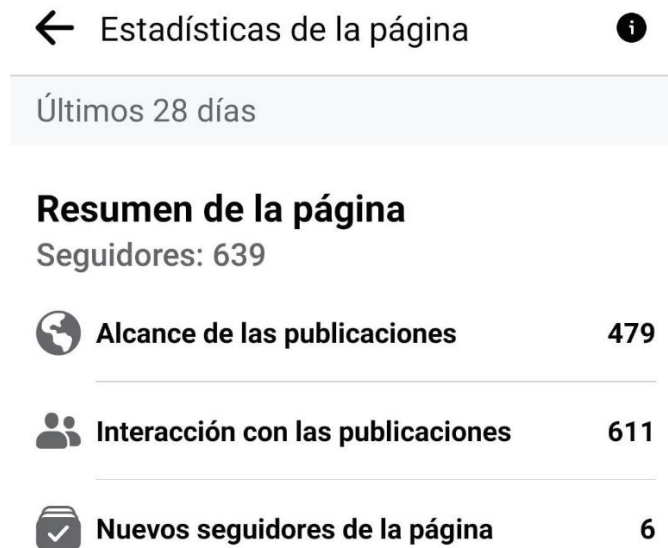 Estadísticas de la página
Últimos 28 días
Resumen de la página
Seguidores: 639
Alcance de las publicaciones 479
Interacción con las publicaciones 611
Nuevos seguidores de la página 6